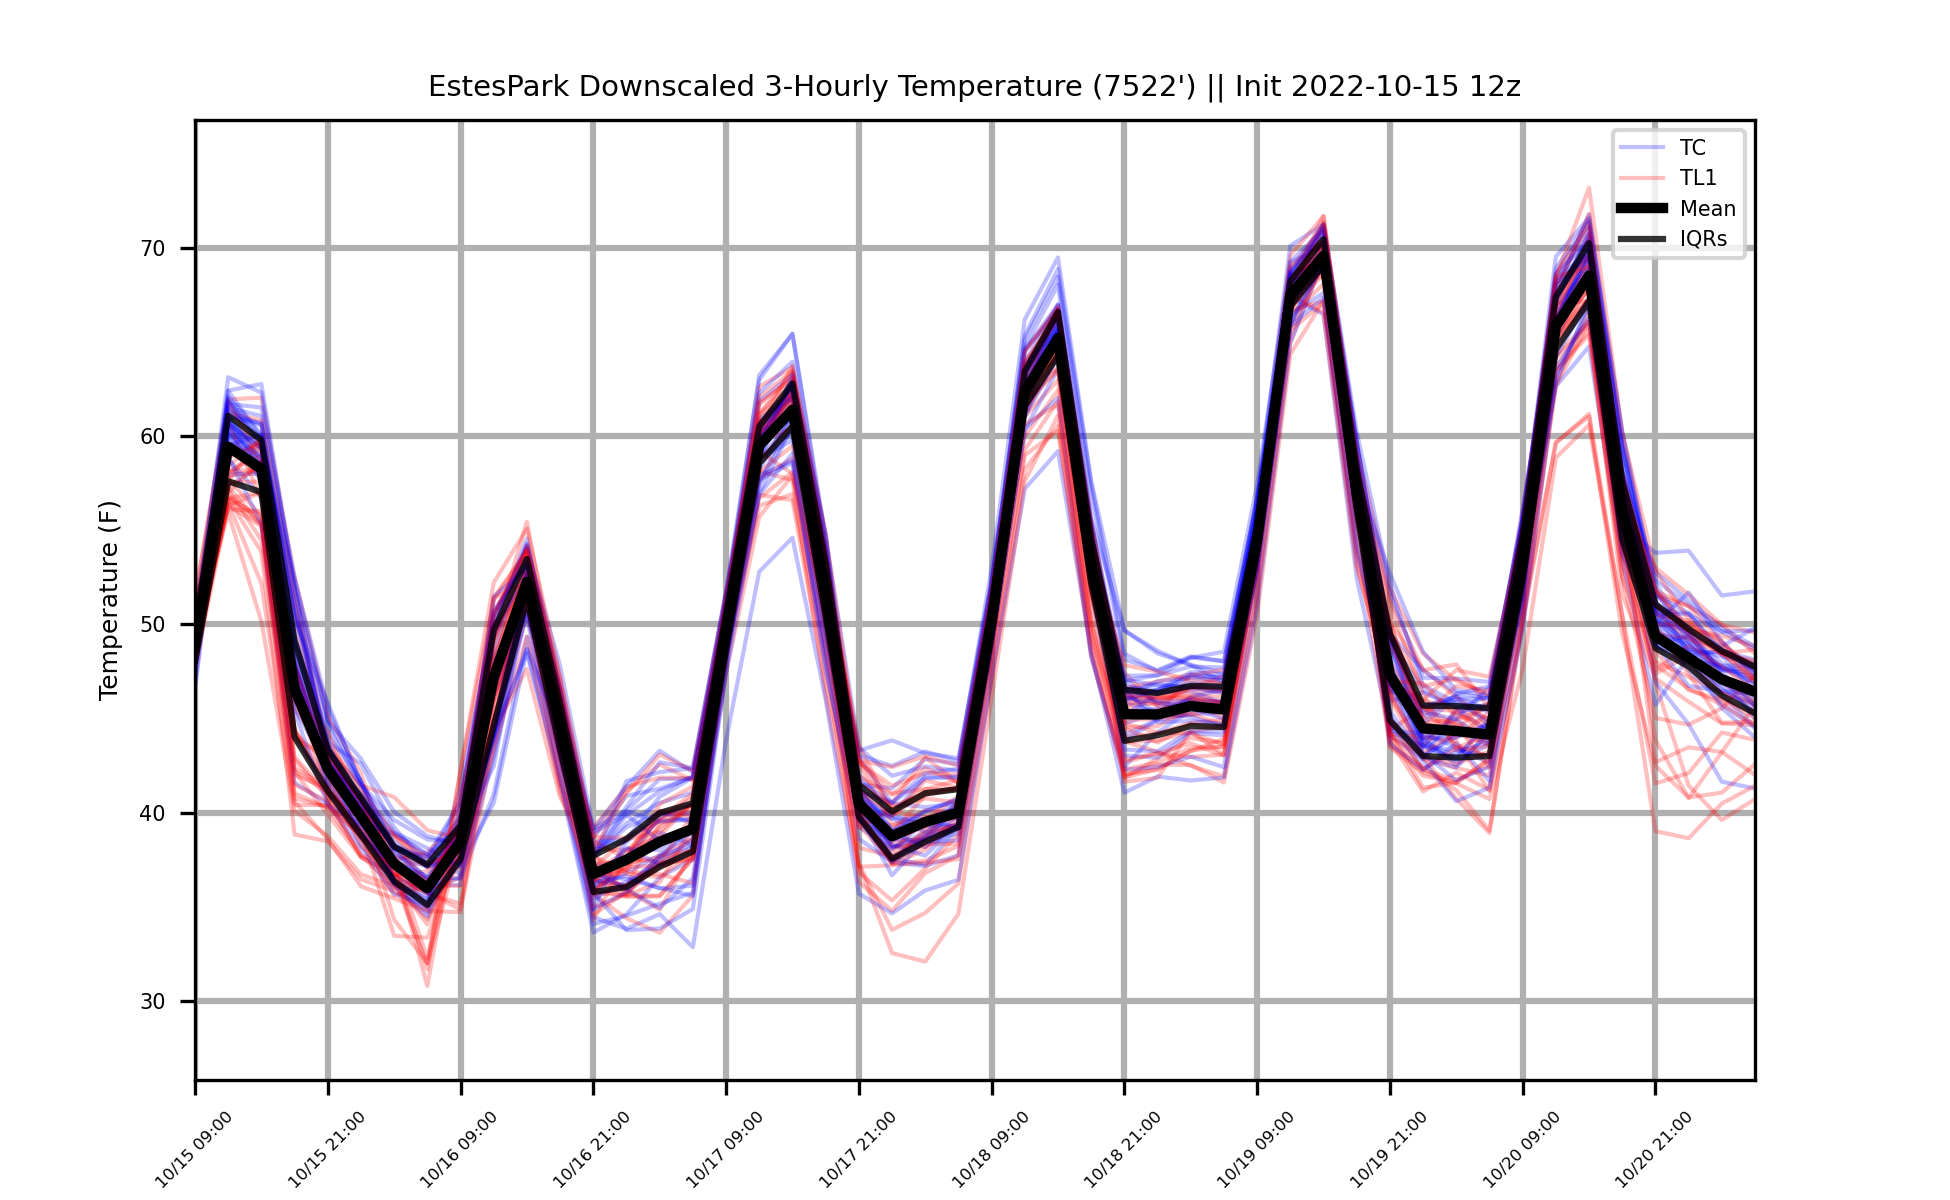 EstesPark Downscaled 3-Hourly Temperature (7522') || Init 2022-10-15 12z
TC
TL1
Mean
IQRs
Temperature (F)
70
60
50
40
30
10/15 09:00
10/15 21:00
10/16 09:00
10/16 21:00
10/17 09:00
10/17 21:00
10/18 09:00
10/18 21:00
10/19 09:00
10/19 21:00
10/20 09:00
10/20 21:00